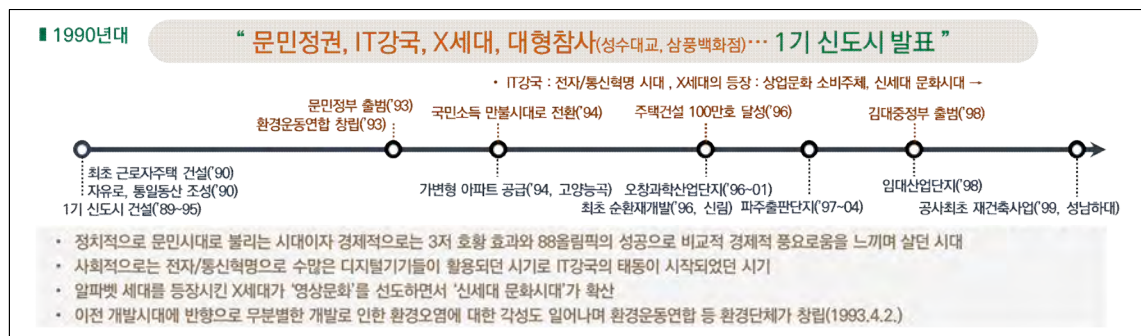 1990년대
“ 문민정권, IT강국, X세대, 대형참사(성수대교, 삼풍백화점)··· 1기 신도시 발표 ”
• IT강국 : 전자/통신혁명 시대 , X세대의 등장 : 상업문화 소비주체, 신세대 문화시대 →
문민정부 출범('93)
환경운동연합 창립('93)
국민소득 만불시대로 전환('94)
주택건설 100만호 달성('96)
김대중정부 출범('98)
최초 근로자주택 건설('90)
자유로, 통일동산 조성('90)
1기 신도시 건설('89~95)
가변형 아파트 공급('94, 고양능곡)
오창과학산업단지('96~01)
최초 순환재개발('96, 신림)
파주출판단지('97~04)
임대산업단지('98)
공사최초 재건축사업('99, 성남하대)
• 정치적으로 문민시대로 불리는 시대이자 경제적으로는 3저 호황 효과와 88올림픽의 성공으로 비교적 경제적 풍요로움을 느끼며 살던 시대
• 사회적으로는 전자/통신혁명으로 수많은 디지털기기들이 활용되던 시기로 IT강국의 태동이 시작되었던 시기
• 알파벳 세대를 등장시킨 X세대가 '영상문화'를 선도하면서 '신세대 문화시대'가 확산
• 이전 개발시대에 반향으로 무분별한 개발로 인한 환경오염에 대한 각성도 일어나며 환경운동연합 등 환경단체가 창립(1993.4.2.)